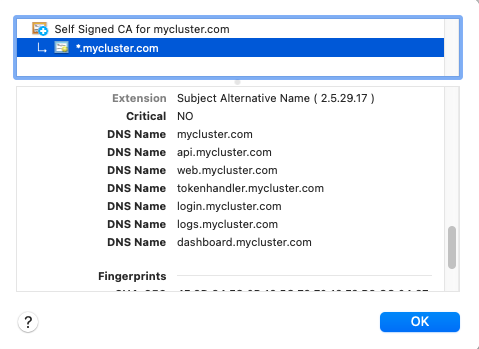 Self Signed CA for mycluster.com
*.mycluster.com
Extension Subject Alternative Name ( 2.5.29.17 )
Critical NO
DNS Name mycluster.com
DNS Name api.mycluster.com
DNS Name web.mycluster.com
DNS Name tokenhandler.mycluster.com
DNS Name login.mycluster.com
DNS Name logs.mycluster.com
DNS Name dashboard.mycluster.com
Fingerprints
? OK